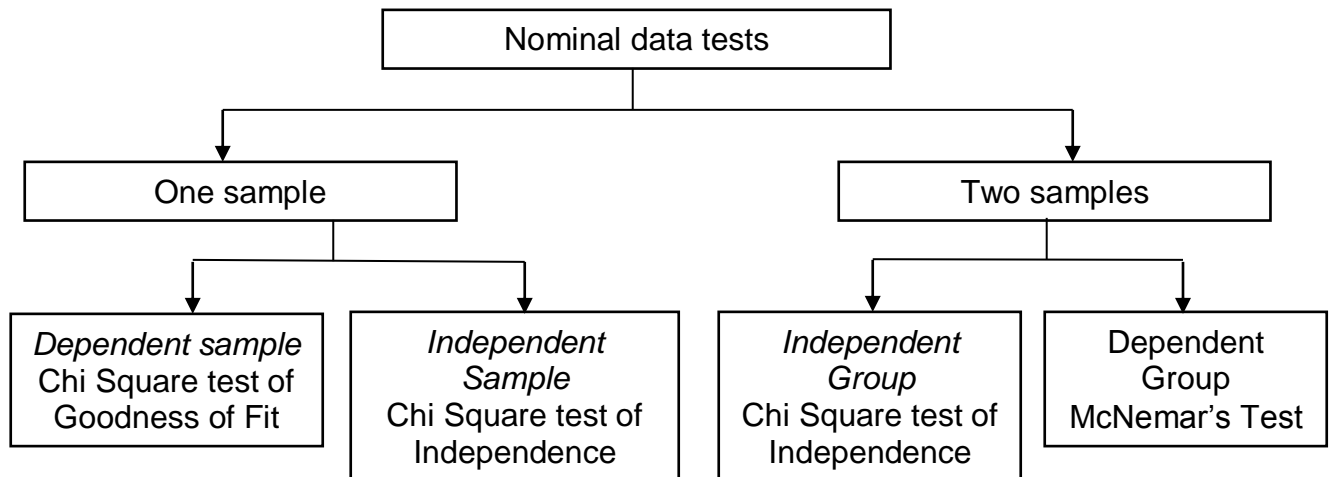 Nominal data tests
One sample
Two samples
Dependent sample
Chi Square test of
Goodness of Fit
Independent
Sample
Chi Square test of
Independence
Independent
Group
Chi Square test of
Independence
Dependent
Group
McNemar's Test